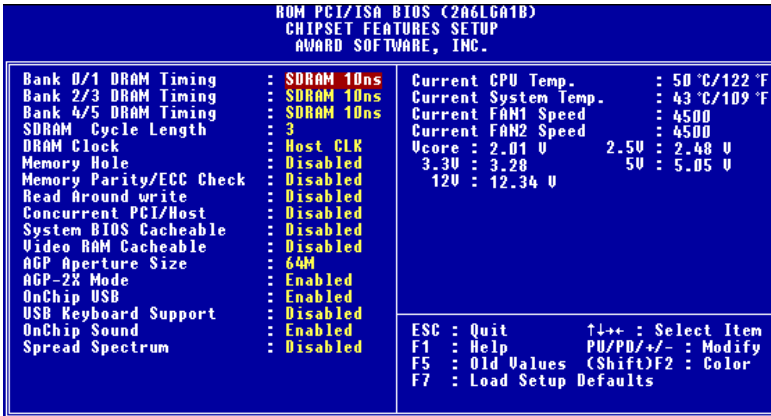 ROM PCI/ISA BIOS (2A6LGA1B)
CHIPSET FEATURES SETUP
AWARD SOFTWARE, INC.
Bank 0/1 DRAM Timing : SDRAM 10ns
Bank 2/3 DRAM Timing : SDRAM 10ns
Bank 4/5 DRAM Timing : SDRAM 10ns
SDRAM Cycle Length : 3
DRAM Clock : Host CLK
Memory Hole : Disabled
Memory Parity/ECC Check : Disabled
Read Around write : Disabled
Concurrent PCI/Host : Disabled
System BIOS Cacheable : Disabled
Video RAM Cacheable : Disabled
AGP Aperture Size : 64M
AGP-2X Mode : Enabled
OnChip USB : Enabled
USB Keyboard Support : Disabled
OnChip Sound : Enabled
Spread Spectrum : Disabled
Current CPU Temp. : 50 °C/122 °F
Current System Temp. : 43 °C/109 °F
Current FAN1 Speed : 4500
Current FAN2 Speed : 4500
Vcore : 2.01 V 2.5V : 2.48 V
3.3V : 3.28 5V : 5.05 V
12V : 12.34 V
ESC : Quit ↑↓→← : Select Item
F1 : Help PU/PD/+/- : Modify
F5 : Old Values (Shift)F2 : Color
F7 : Load Setup Defaults